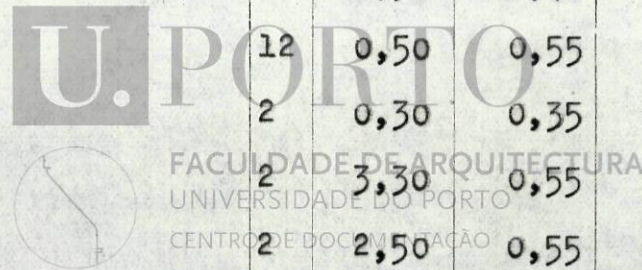 U. PORTO
12 0,50 0,55
2 0,30 0,35
FACULDADE DE ARQUITECTURA
2 3,30 0,55
UNIVERSIDADE DO PORTO
CENTRO DE DOCUMENTAÇÃO
2 2,50 0,55